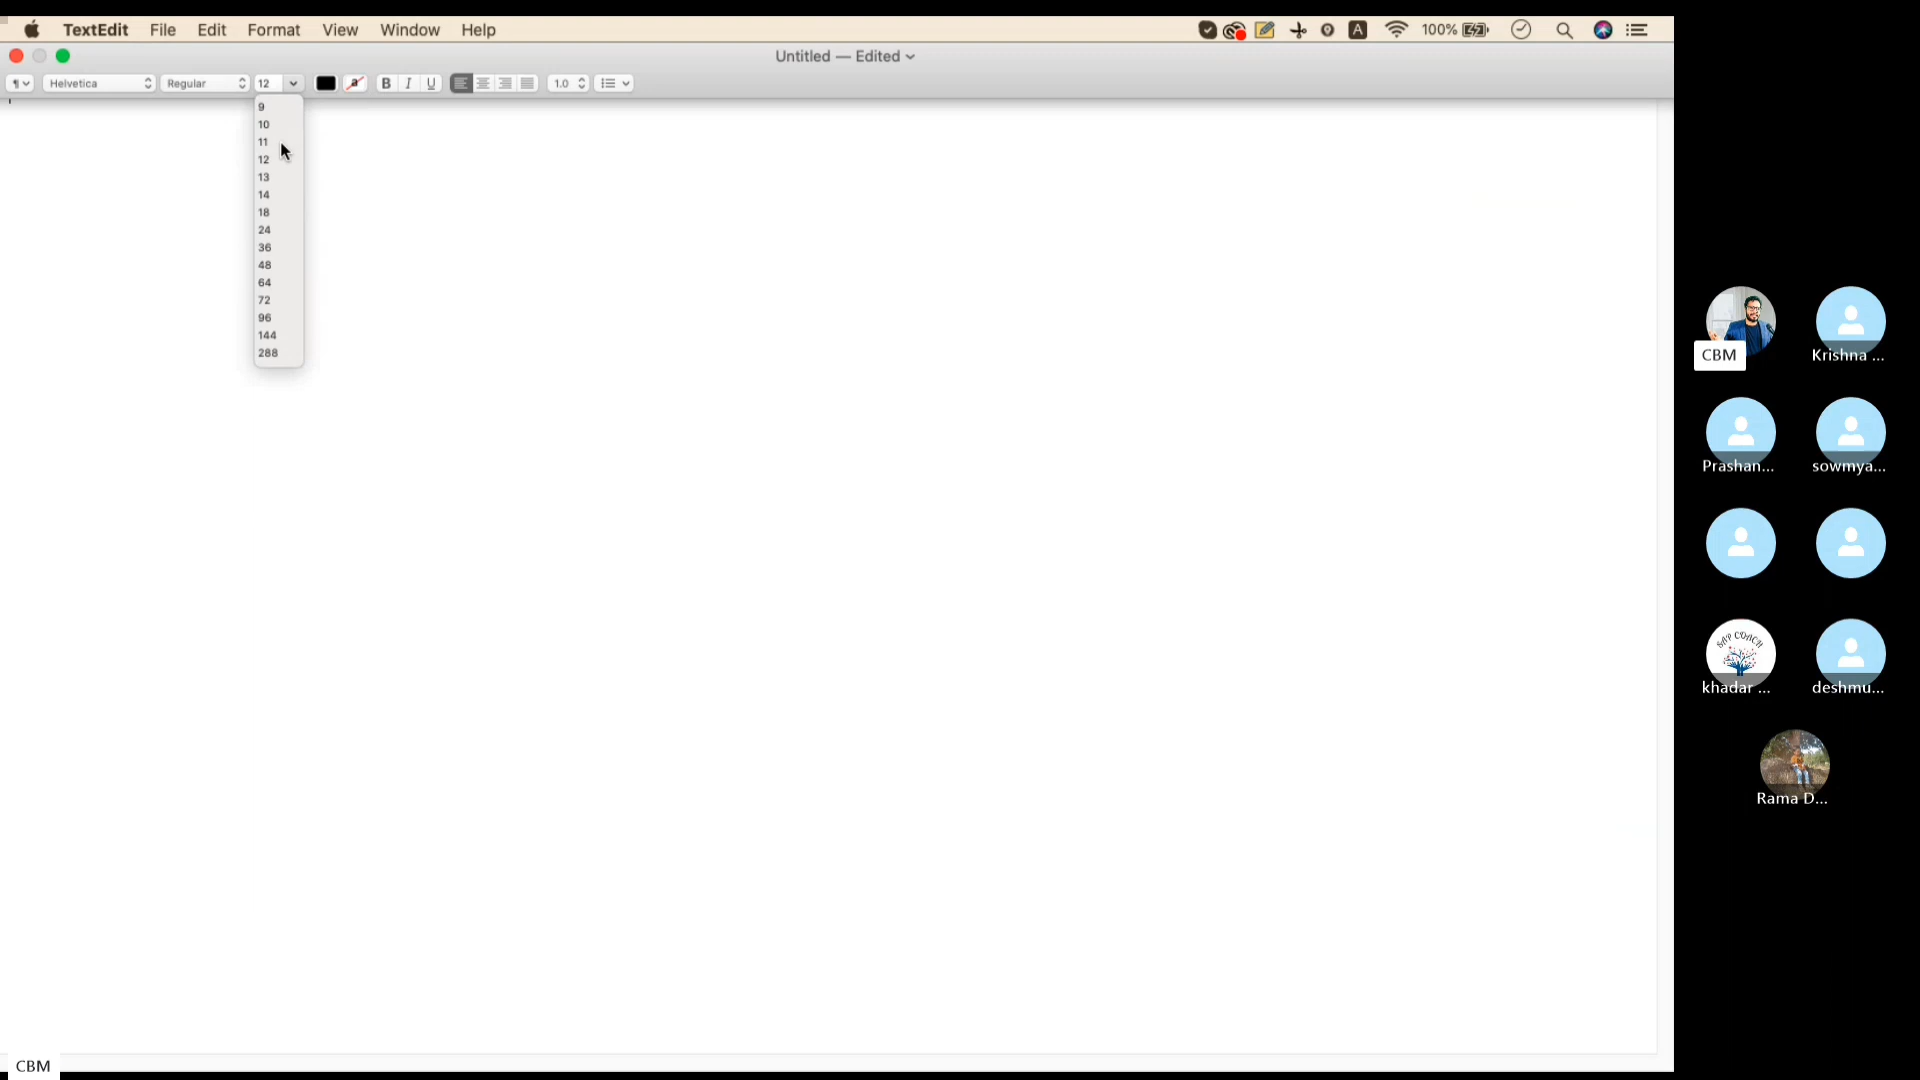 TextEdit File Edit Format View Window Help A 100%
Untitled — Edited
Helvetica Regular 12 a B I U 1.0
9
10
11
12
13
14
18
24
36
48
64
72
96
144
288
CBM Krishna ...
Prashan... sowmya...
SAP COACH
khadar ... deshmu...
Rama D...
CBM